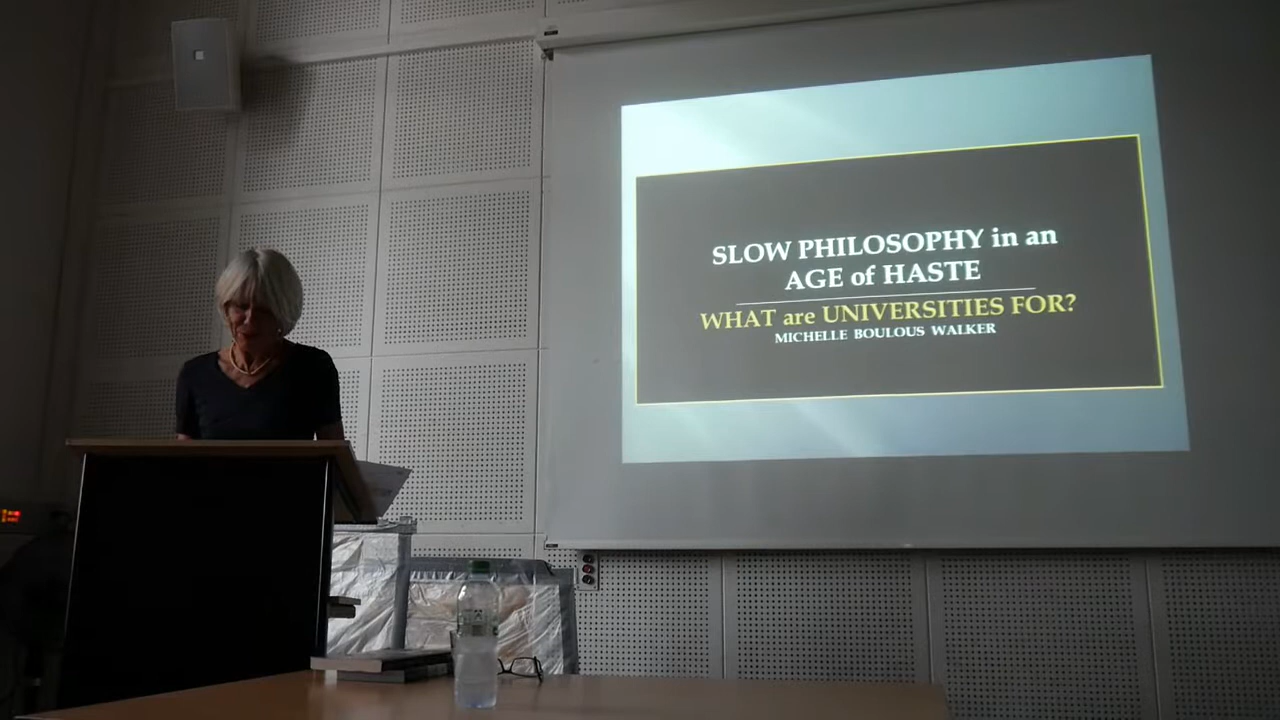 SLOW PHILOSOPHY in an
AGE of HASTE
WHAT are UNIVERSITIES FOR?
MICHELLE BOULOUS WALKER